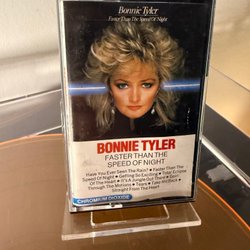 Bonnie Tyler
Faster Than The Speed Of Night
BONNIE TYLER
FASTER THAN THE
SPEED OF NIGHT
Have You Ever Seen The Rain? • Faster Than The
Speed Of Night • Getting So Excited • Total Eclipse
Of The Heart • It's A Jungle Out There • Goin'
Through The Motions • Tears • Take Me Back •
Straight From The Heart
CHROMIUM DIOXIDE